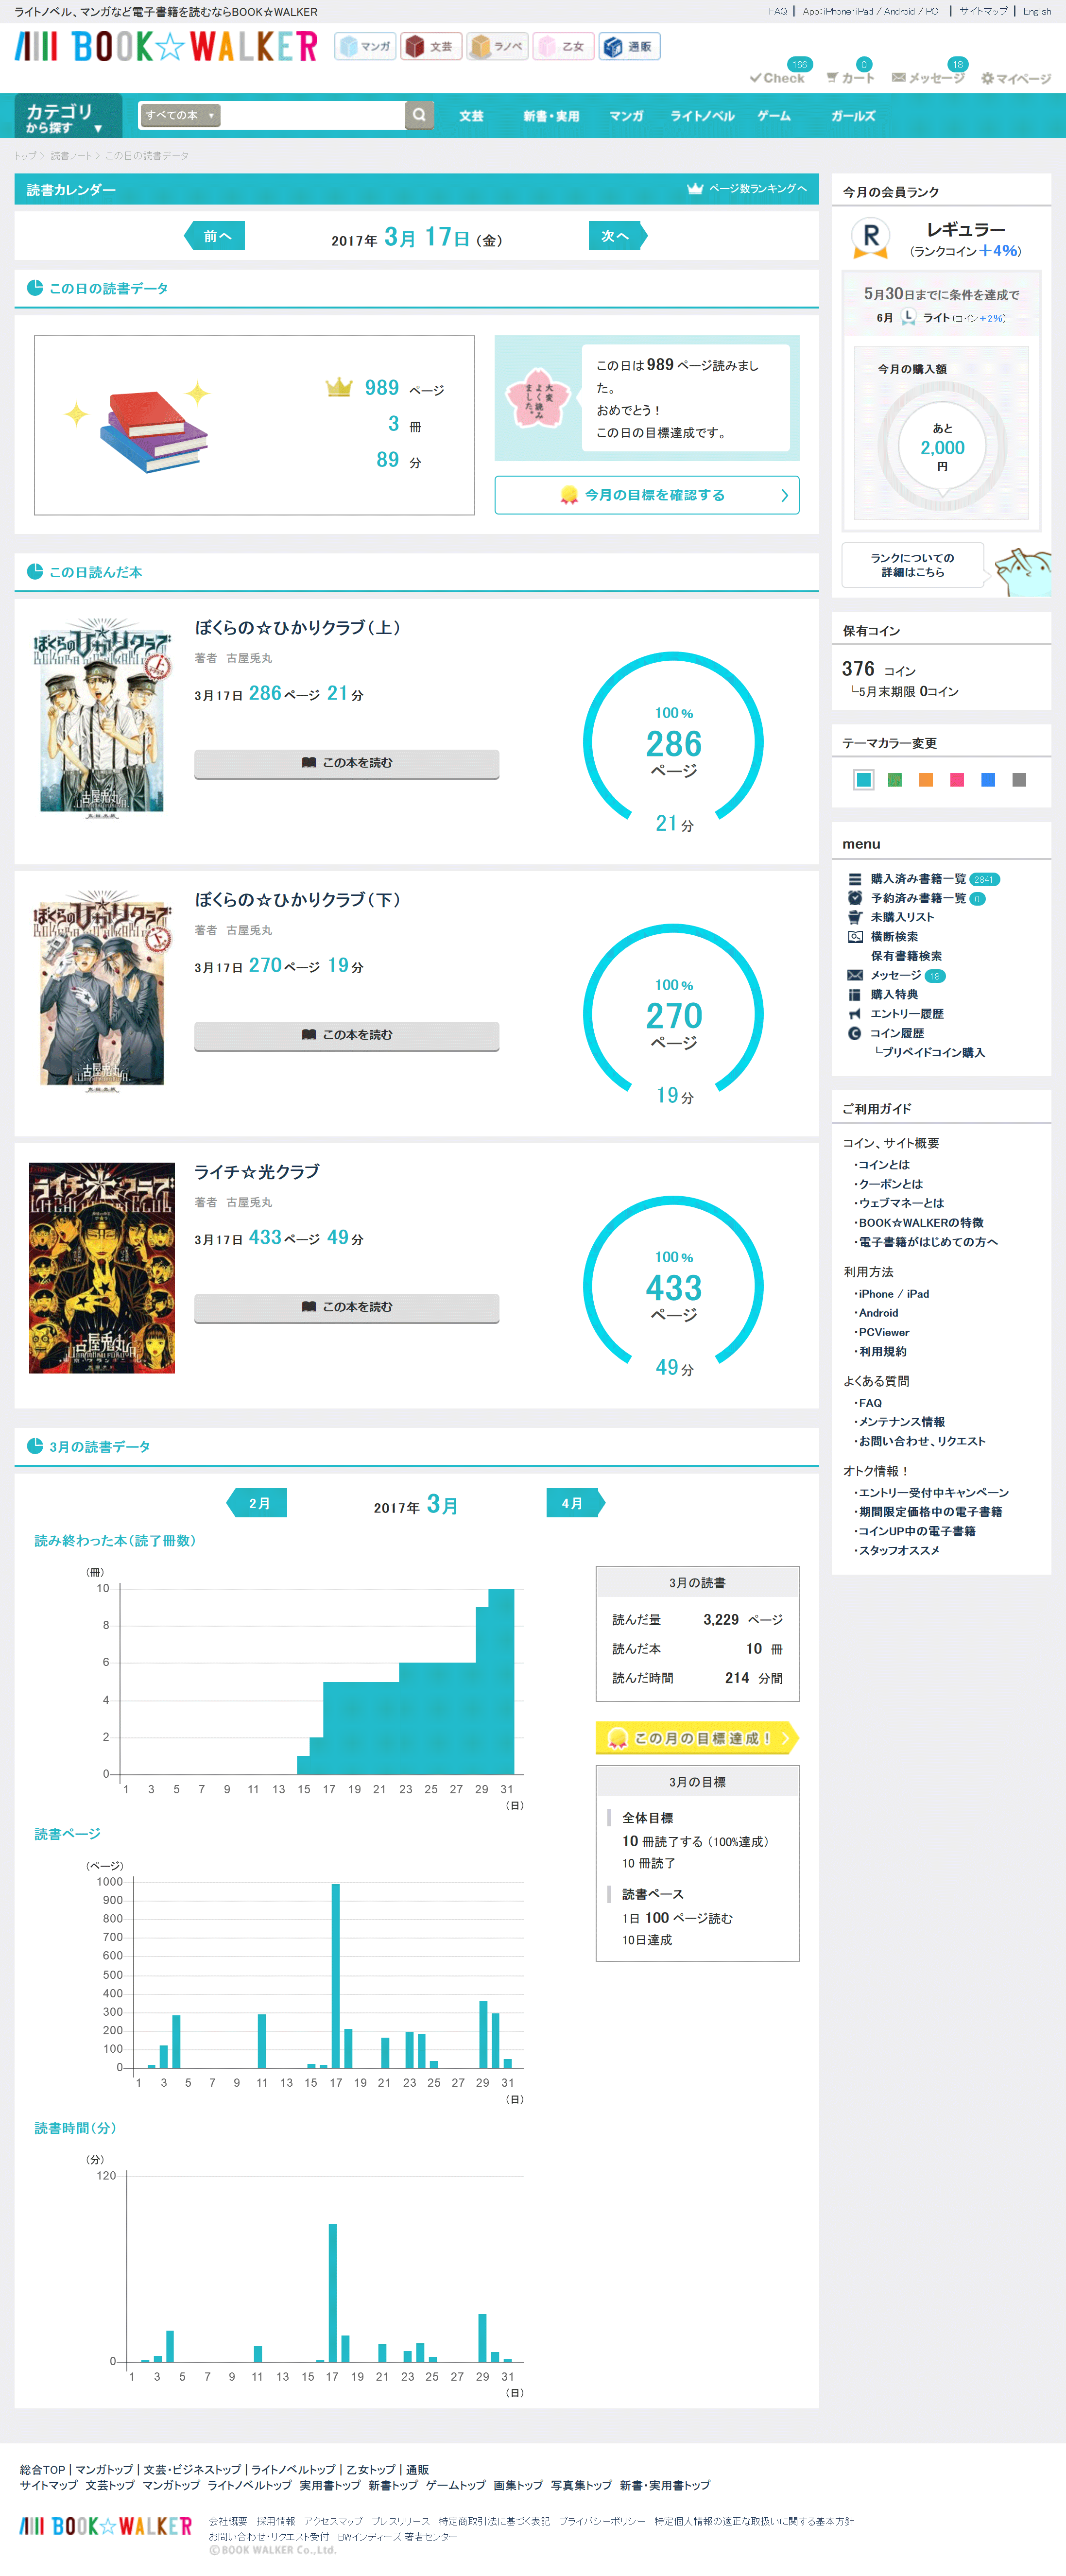 ライトノベル、マンガなど電子書籍を読むならBOOK☆WALKER
FAQ | App:iPhone・iPad / Android / PC | サイトマップ | English
BOOK☆WALKER
マンガ 文芸 ラノベ 乙女 通販
166 0 18
Check カート メッセージ マイページ
カテゴリ
から探す ▼
すべての本 ▼
文芸 新書・実用 マンガ ライトノベル ゲーム ガールズ
トップ > 読書ノート > この日の読書データ
読書カレンダー
ページ数ランキングへ
前へ
2017年 3月 17日 (金)
次へ
この日の読書データ
989 ページ
3 冊
89 分
大変
よく読み
ました。
この日は 989 ページ読みまし
た。
おめでとう！
この日の目標達成です。
今月の目標を確認する
この日読んだ本
ぼくらの☆ひかりクラブ(上)
著者 古屋兎丸
3月17日 286ページ 21分
この本を読む
100%
286
ページ
21分
ぼくらの☆ひかりクラブ
古屋兎丸
ぼくらの☆ひかりクラブ(下)
著者 古屋兎丸
3月17日 270ページ 19分
この本を読む
100%
270
ページ
19分
ぼくらの☆ひかりクラブ
古屋兎丸
ライチ☆光クラブ
著者 古屋兎丸
3月17日 433ページ 49分
この本を読む
100%
433
ページ
49分
ライチ☆光クラブ
LITCHI HIKARI CLUB
古屋兎丸
3月の読書データ
2月
2017年 3月
4月
読み終わった本(読了冊数)
(冊)
10
8
6
4
2
0
1 3 5 7 9 11 13 15 17 19 21 23 25 27 29 31
(日)
読書ページ
(ページ)
1000
900
800
700
600
500
400
300
200
100
0
1 3 5 7 9 11 13 15 17 19 21 23 25 27 29 31
(日)
読書時間(分)
(分)
120
0
1 3 5 7 9 11 13 15 17 19 21 23 25 27 29 31
(日)
3月の読書
読んだ量 3,229 ページ
読んだ本 10 冊
読んだ時間 214 分間
この月の目標達成！
3月の目標
全体目標
10 冊読了する (100%達成)
10 冊読了
読書ペース
1日 100 ページ読む
10日達成
今月の会員ランク
R
レギュラー
(ランクコイン+4%)
5月30日までに条件を達成で
6月 L ライト (コイン+2%)
今月の購入額
あと
2,000
円
ランクについての
詳細はこちら
保有コイン
376 コイン
└5月末期限 0コイン
テーマカラー変更
menu
購入済み書籍一覧 2841
予約済み書籍一覧 0
未購入リスト
横断検索
保有書籍検索
メッセージ 18
購入特典
エントリー履歴
コイン履歴
└プリペイドコイン購入
ご利用ガイド
コイン、サイト概要
・コインとは
・クーポンとは
・ウェブマネーとは
・BOOK☆WALKERの特徴
・電子書籍がはじめての方へ
利用方法
・iPhone / iPad
・Android
・PCViewer
・利用規約
よくある質問
・FAQ
・メンテナンス情報
・お問い合わせ、リクエスト
オトク情報！
・エントリー受付中キャンペーン
・期間限定価格中の電子書籍
・コインUP中の電子書籍
・スタッフオススメ
総合TOP | マンガトップ | 文芸・ビジネストップ | ライトノベルトップ | 乙女トップ | 通販
サイトマップ 文芸トップ マンガトップ ライトノベルトップ 実用書トップ 新書トップ ゲームトップ 画集トップ 写真集トップ 新書・実用書トップ
BOOK☆WALKER
会社概要 採用情報 アクセスマップ プレスリリース 特定商取引法に基づく表記 プライバシーポリシー 特定個人情報の適正な取扱いに関する基本方針
お問い合わせ・リクエスト受付 BWインディーズ 著者センター
©BOOK WALKER Co.,Ltd.